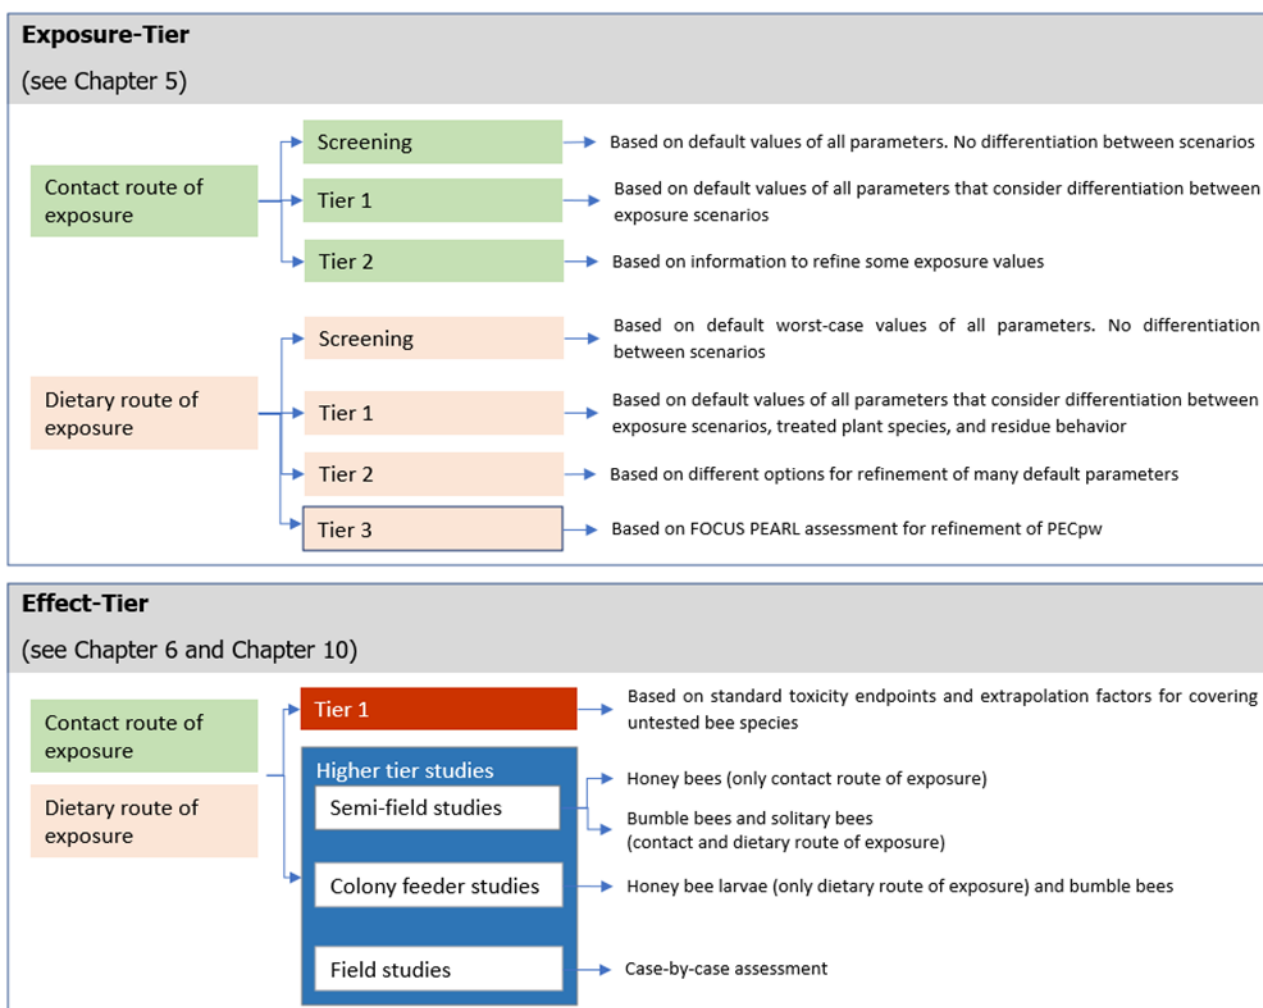 Exposure-Tier
(see Chapter 5)
Contact route of
exposure
Screening
Based on default values of all parameters. No differentiation between scenarios
Tier 1
Based on default values of all parameters that consider differentiation between
exposure scenarios
Tier 2
Based on information to refine some exposure values
Dietary route of
exposure
Screening
Based on default worst-case values of all parameters. No differentiation
between scenarios
Tier 1
Based on default values of all parameters that consider differentiation between
exposure scenarios, treated plant species, and residue behavior
Tier 2
Based on different options for refinement of many default parameters
Tier 3
Based on FOCUS PEARL assessment for refinement of PECpw
Effect-Tier
(see Chapter 6 and Chapter 10)
Contact route of
exposure
Dietary route of
exposure
Tier 1
Based on standard toxicity endpoints and extrapolation factors for covering
untested bee species
Higher tier studies
Semi-field studies
Honey bees (only contact route of exposure)
Bumble bees and solitary bees
(contact and dietary route of exposure)
Colony feeder studies
Honey bee larvae (only dietary route of exposure) and bumble bees
Field studies
Case-by-case assessment